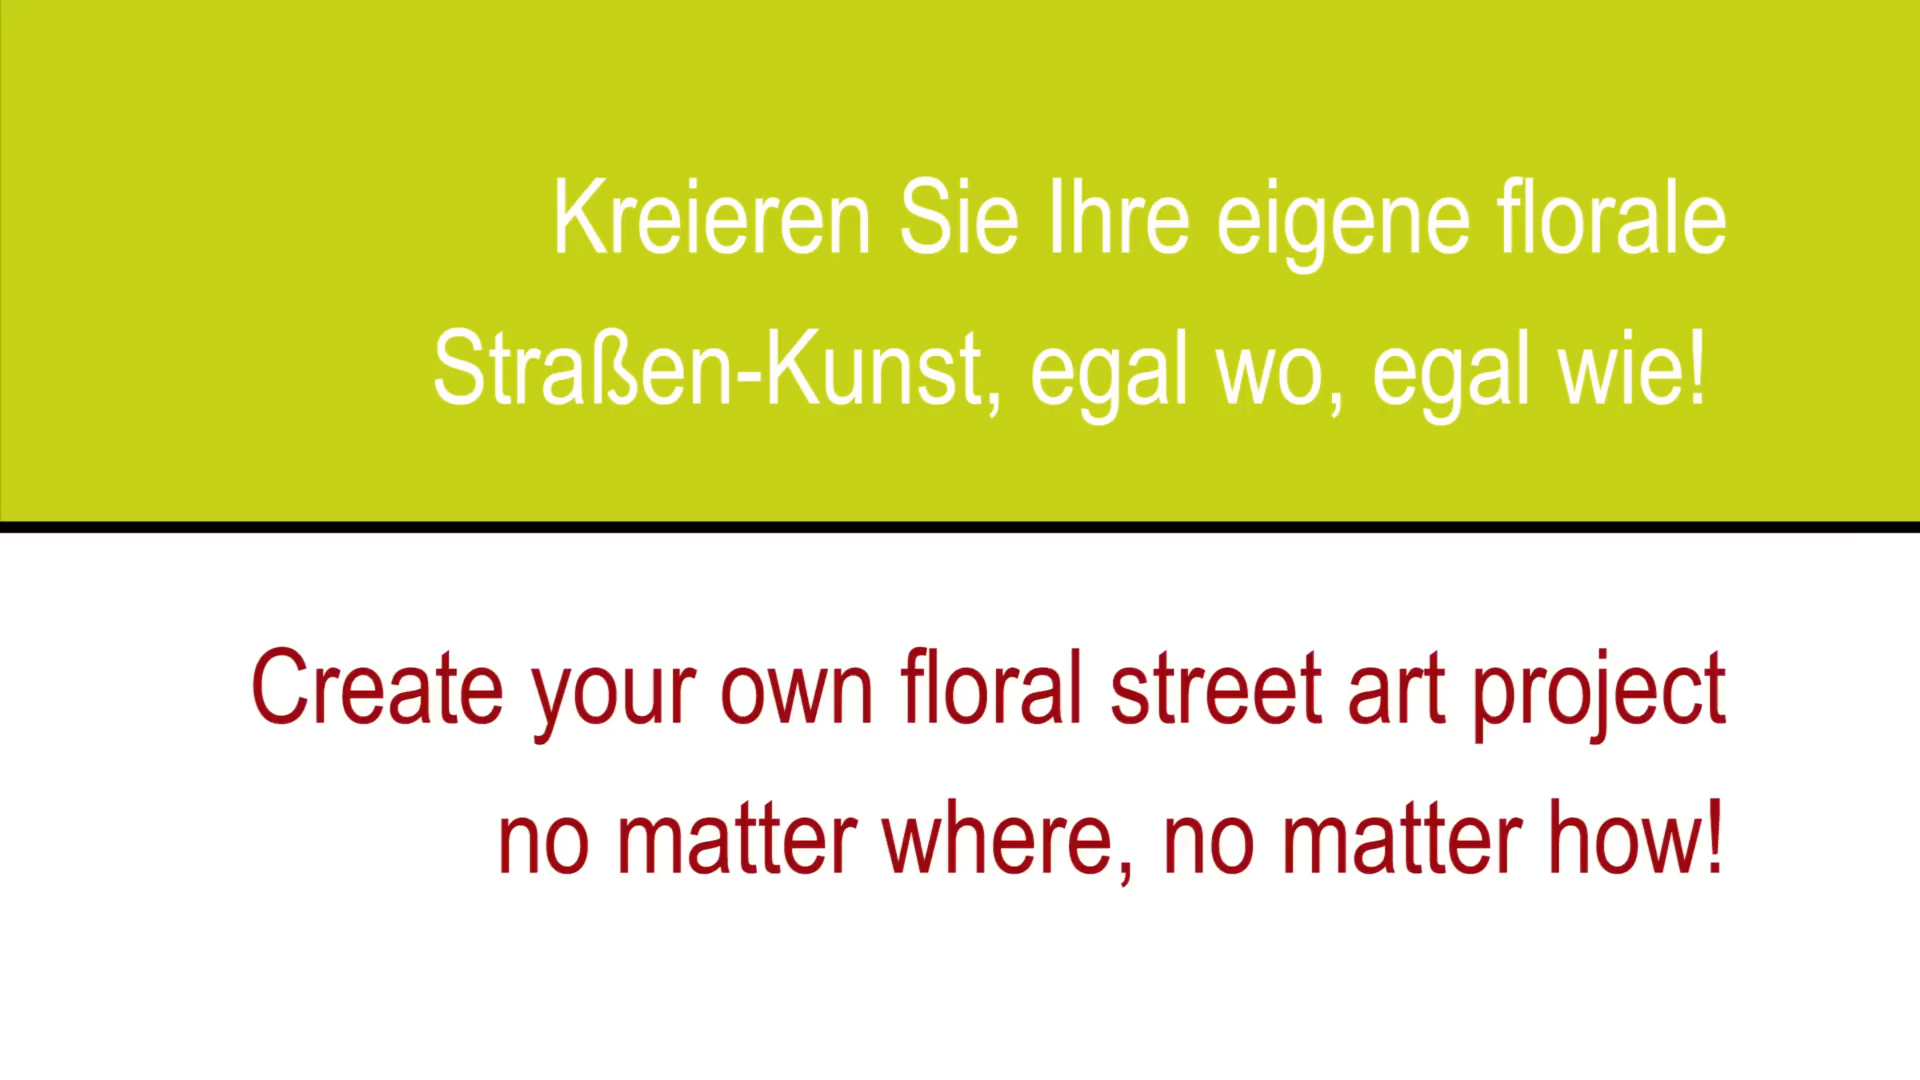 Kreieren Sie Ihre eigene florale
Straßen-Kunst, egal wo, egal wie!
Create your own floral street art project
no matter where, no matter how!